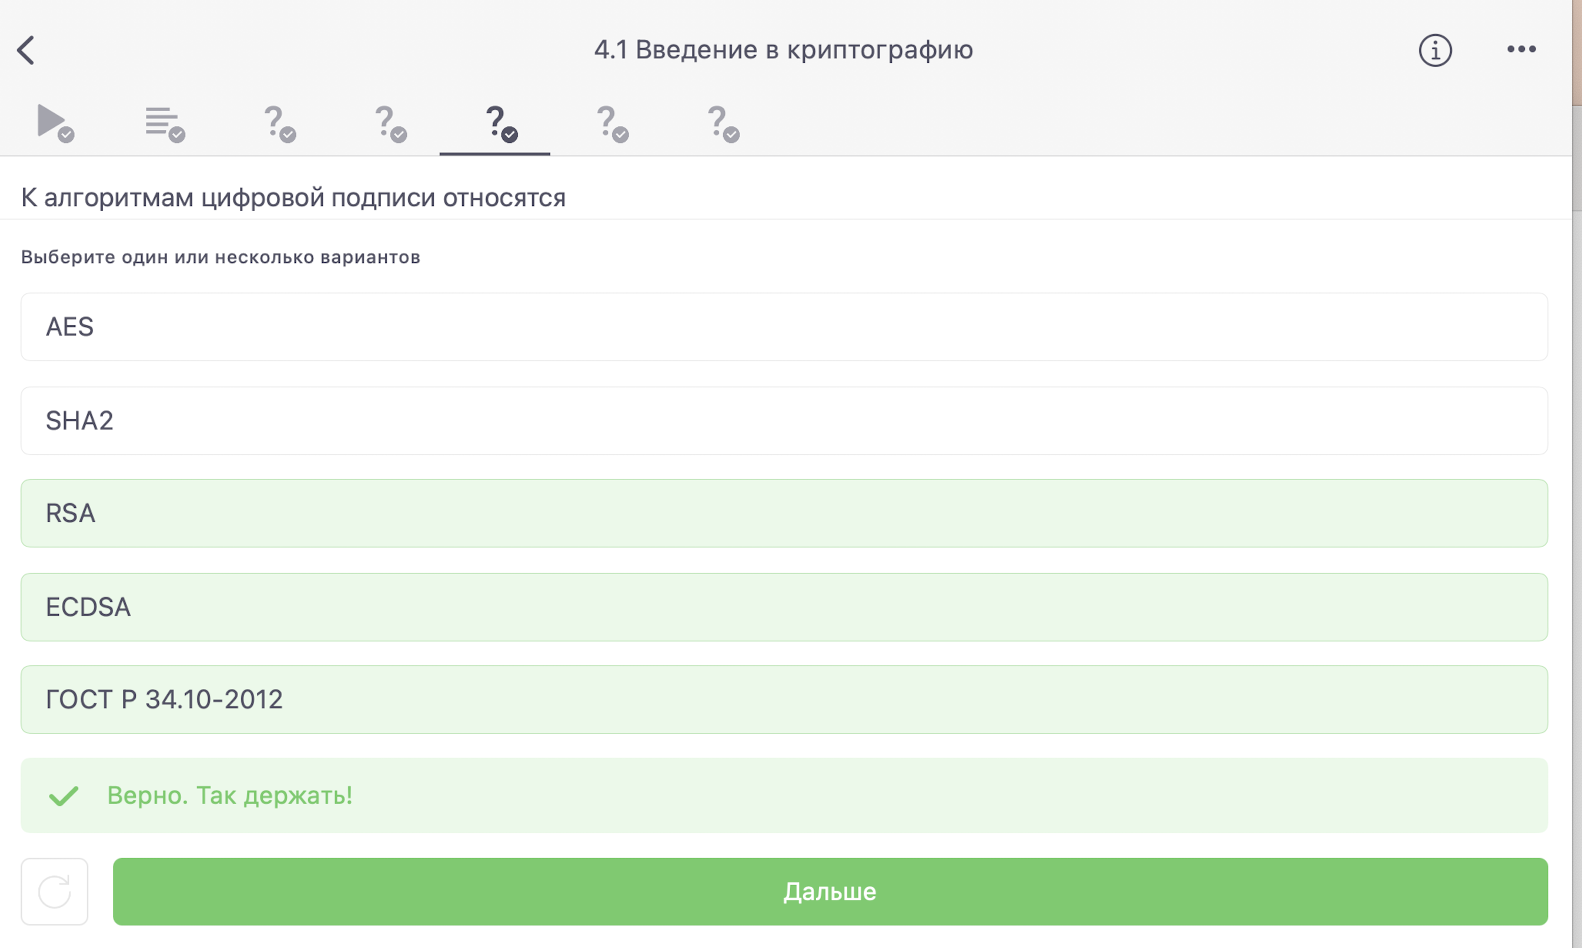 4.1 Введение в криптографию
К алгоритмам цифровой подписи относятся
Выберите один или несколько вариантов
AES
SHA2
RSA
ECDSA
ГОСТ Р 34.10-2012
Верно. Так держать!
Дальше